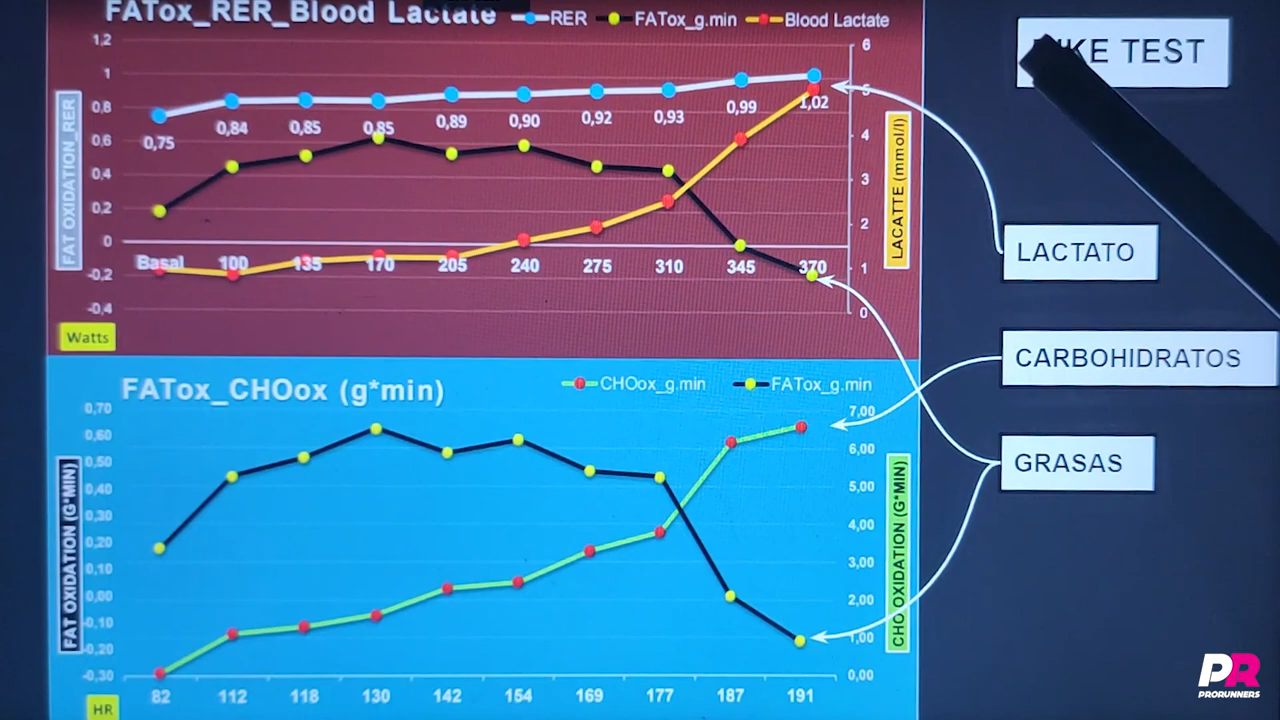 FATox_RER_Blood Lactate
RER FATox_g.min Blood Lactate
1,2
1
0,8
0,6
0,4
0,2
0
-0,2
-0,4
FAT OXIDATION_RER
0,75 0,84 0,85 0,85 0,89 0,90 0,92 0,93 0,99 1,02
Basal 100 135 170 205 240 275 310 345 370
6
5
4
3
2
1
0
LACATTE (mmol/l)
Watts
FATox_CHOox (g*min)
CHOox_g.min FATox_g.min
0,70
0,60
0,50
0,40
0,30
0,20
0,10
0,00
-0,10
-0,20
-0,30
FAT OXIDATION (G*MIN)
7,00
6,00
5,00
4,00
3,00
2,00
1,00
0,00
CHO OXIDATION (G*MIN)
82 112 118 130 142 154 169 177 187 191
HR
TEST
LACTATO
CARBOHIDRATOS
GRASAS
PR
PRORUNNERS